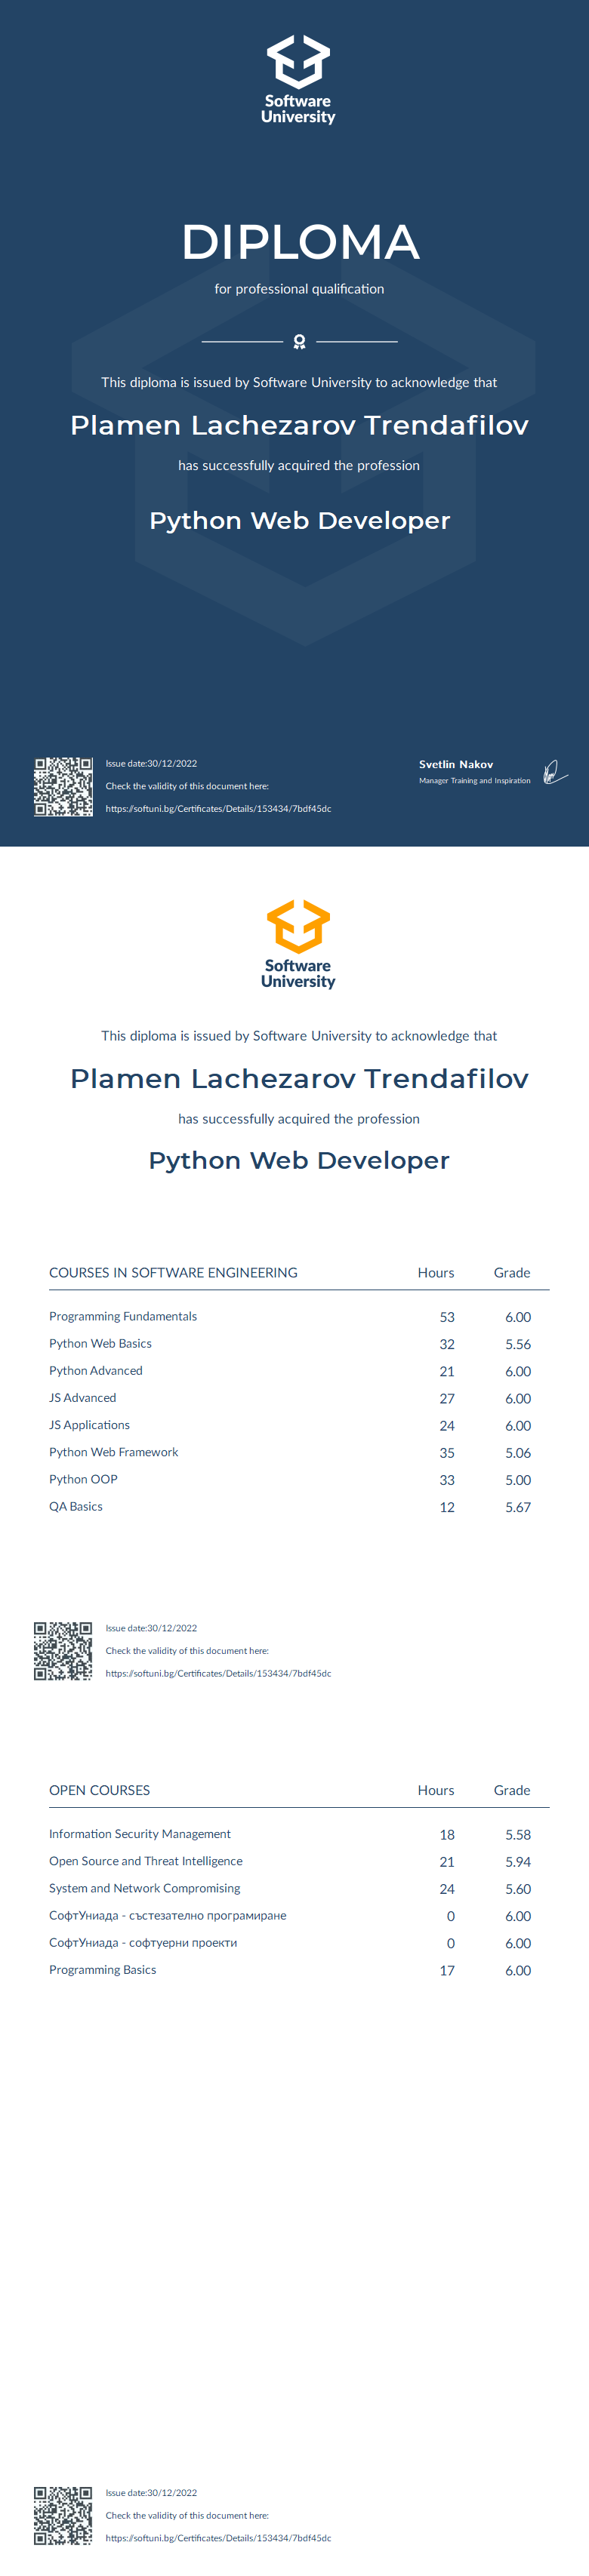 Software
University
DIPLOMA
for professional qualification
This diploma is issued by Software University to acknowledge that
Plamen Lachezarov Trendafilov
has successfully acquired the profession
Python Web Developer
Issue date:30/12/2022
Check the validity of this document here:
https://softuni.bg/Certificates/Details/153434/7bdf45dc
Svetlin Nakov
Manager Training and Inspiration
Software
University
This diploma is issued by Software University to acknowledge that
Plamen Lachezarov Trendafilov
has successfully acquired the profession
Python Web Developer
COURSES IN SOFTWARE ENGINEERING Hours Grade
Programming Fundamentals 53 6.00
Python Web Basics 32 5.56
Python Advanced 21 6.00
JS Advanced 27 6.00
JS Applications 24 6.00
Python Web Framework 35 5.06
Python OOP 33 5.00
QA Basics 12 5.67
Issue date:30/12/2022
Check the validity of this document here:
https://softuni.bg/Certificates/Details/153434/7bdf45dc
OPEN COURSES Hours Grade
Information Security Management 18 5.58
Open Source and Threat Intelligence 21 5.94
System and Network Compromising 24 5.60
СофтУниада - състезателно програмиране 0 6.00
СофтУниада - софтуерни проекти 0 6.00
Programming Basics 17 6.00
Issue date:30/12/2022
Check the validity of this document here:
https://softuni.bg/Certificates/Details/153434/7bdf45dc